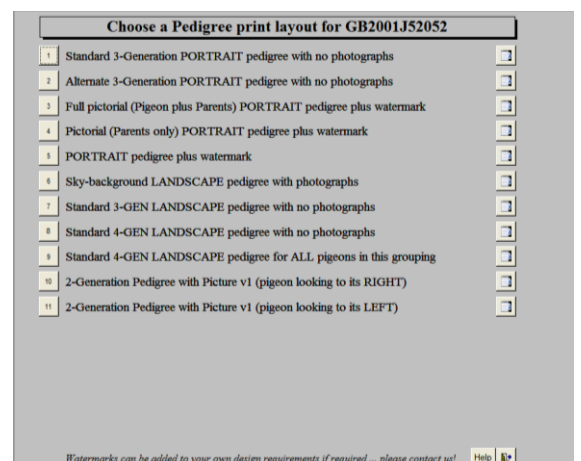 Choose a Pedigree print layout for GB2001J52052
1 Standard 3-Generation PORTRAIT pedigree with no photographs
2 Alternate 3-Generation PORTRAIT pedigree with no photographs
3 Full pictorial (Pigeon plus Parents) PORTRAIT pedigree plus watermark
4 Pictorial (Parents only) PORTRAIT pedigree plus watermark
5 PORTRAIT pedigree plus watermark
6 Sky-background LANDSCAPE pedigree with photographs
7 Standard 3-GEN LANDSCAPE pedigree with no photographs
8 Standard 4-GEN LANDSCAPE pedigree with no photographs
9 Standard 4-GEN LANDSCAPE pedigree for ALL pigeons in this grouping
10 2-Generation Pedigree with Picture v1 (pigeon looking to its RIGHT)
11 2-Generation Pedigree with Picture v1 (pigeon looking to its LEFT)
Watermarks can be added to your own design requirements if required ... please contact us! Help